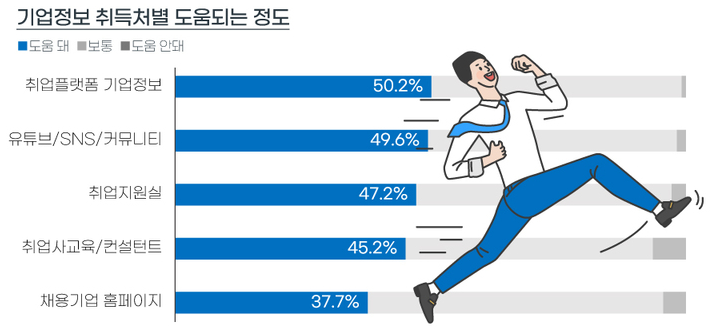 기업정보 취득처별 도움되는 정도
도움 돼 보통 도움 안돼
취업플랫폼 기업정보 50.2%
유튜브/SNS/커뮤니티 49.6%
취업지원실 47.2%
취업사교육/컨설턴트 45.2%
채용기업 홈페이지 37.7%